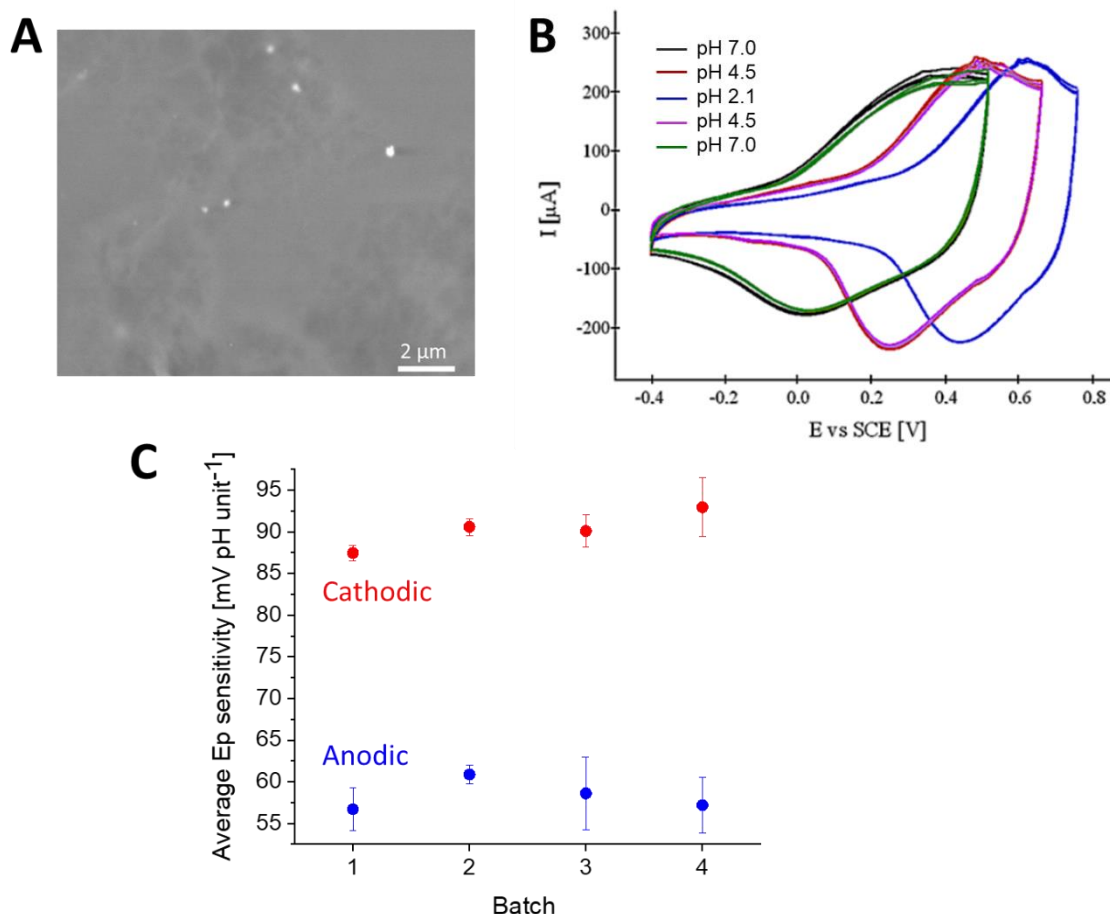 A
2 μm
B
300
200
100
0
-100
-200
I [μA]
pH 7.0
pH 4.5
pH 2.1
pH 4.5
pH 7.0
-0.4 -0.2 0.0 0.2 0.4 0.6 0.8
E vs SCE [V]
C
Average Ep sensitivity [mV pH unit⁻¹]
95
90
85
80
75
70
65
60
55
Cathodic
Anodic
1 2 3 4
Batch